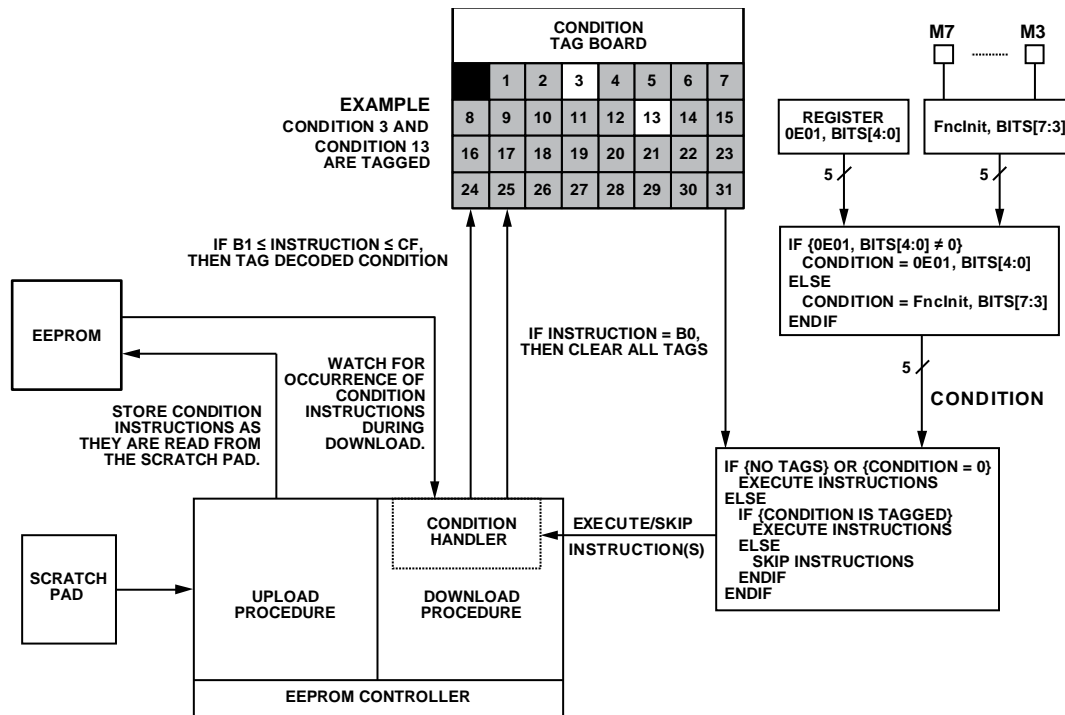 CONDITION
TAG BOARD
1 2 3 4 5 6 7
8 9 10 11 12 13 14 15
16 17 18 19 20 21 22 23
24 25 26 27 28 29 30 31
EXAMPLE
CONDITION 3 AND
CONDITION 13
ARE TAGGED
M7 M3
REGISTER
0E01, BITS[4:0]
FncInit, BITS[7:3]
5
5
IF {0E01, BITS[4:0] ≠ 0}
CONDITION = 0E01, BITS[4:0]
ELSE
CONDITION = FncInit, BITS[7:3]
ENDIF
5
CONDITION
IF B1 ≤ INSTRUCTION ≤ CF,
THEN TAG DECODED CONDITION
IF INSTRUCTION = B0,
THEN CLEAR ALL TAGS
EEPROM
WATCH FOR
OCCURRENCE OF
CONDITION
INSTRUCTIONS
DURING
DOWNLOAD.
STORE CONDITION
INSTRUCTIONS AS
THEY ARE READ FROM
THE SCRATCH PAD.
IF {NO TAGS} OR {CONDITION = 0}
EXECUTE INSTRUCTIONS
ELSE
IF {CONDITION IS TAGGED}
EXECUTE INSTRUCTIONS
ELSE
SKIP INSTRUCTIONS
ENDIF
ENDIF
CONDITION
HANDLER
EXECUTE/SKIP
INSTRUCTION(S)
SCRATCH
PAD
UPLOAD
PROCEDURE
DOWNLOAD
PROCEDURE
EEPROM CONTROLLER